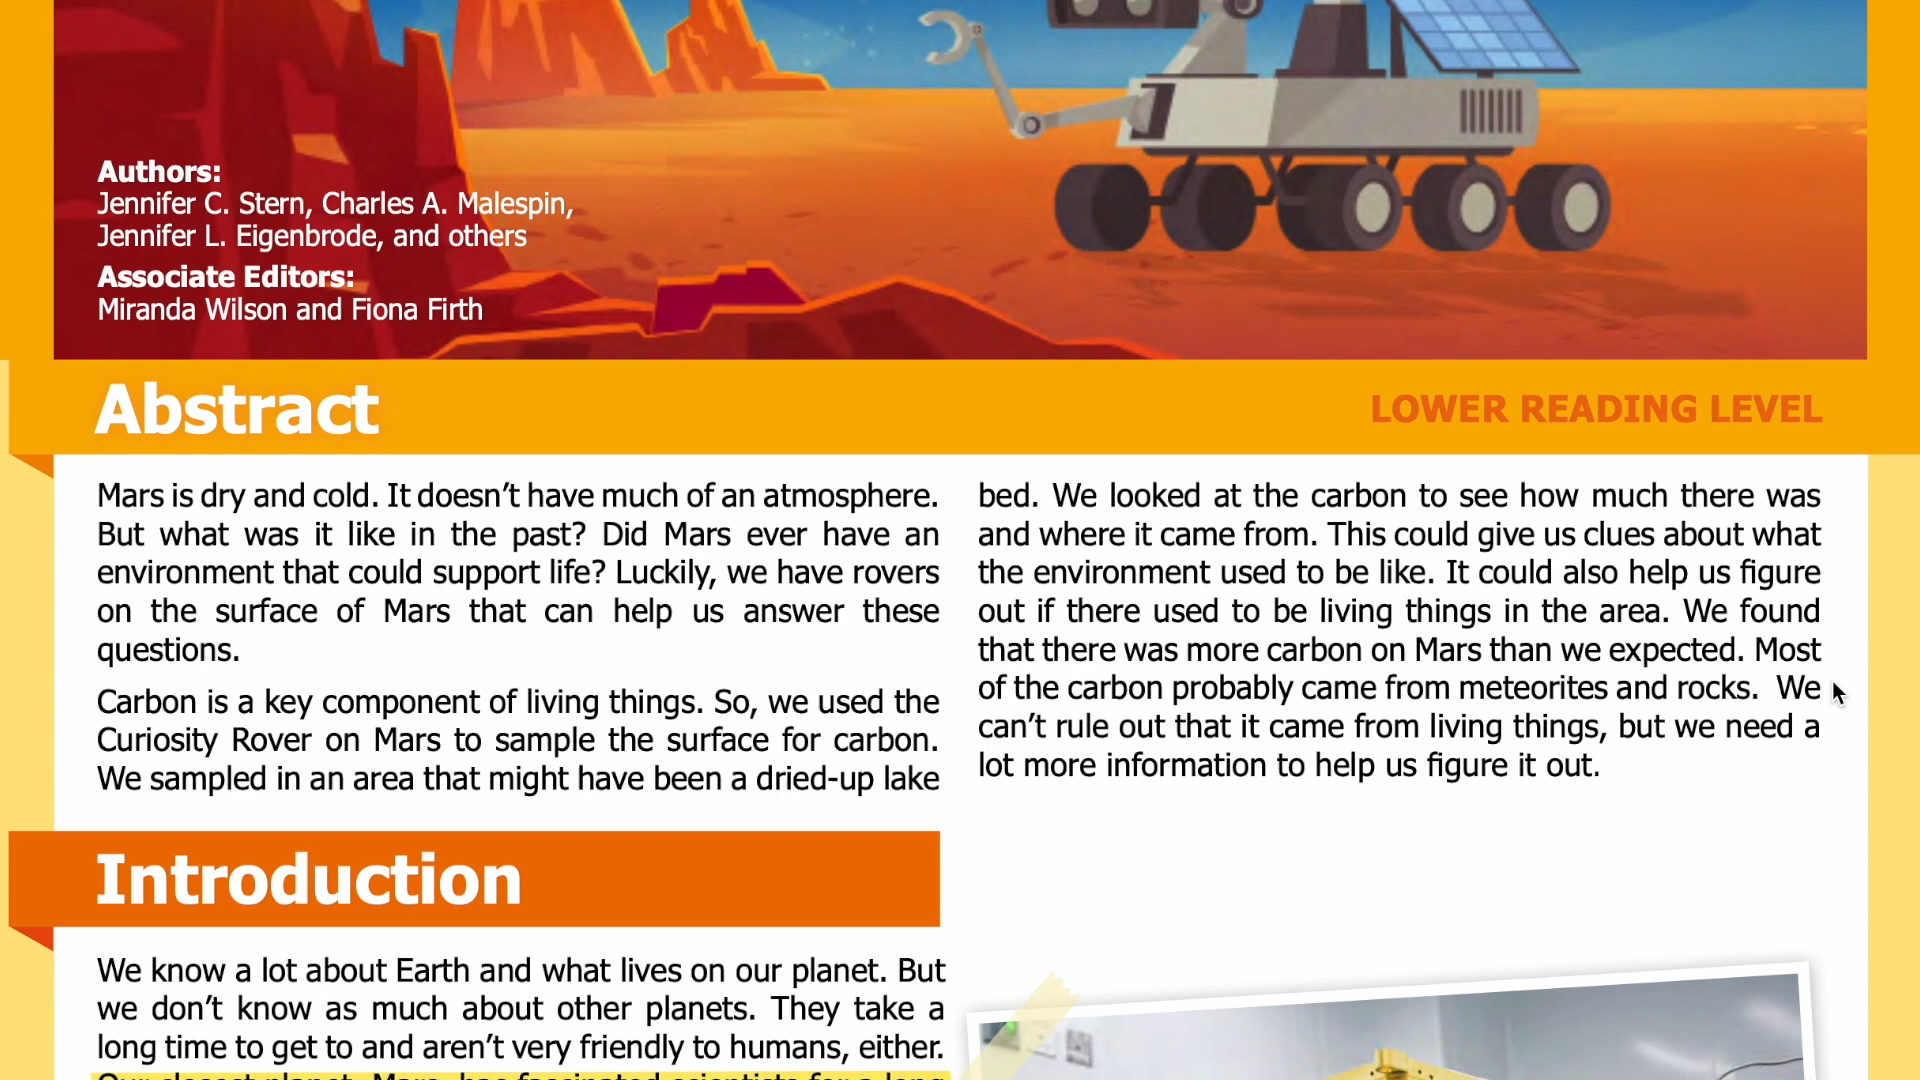 Authors:
Jennifer C. Stern, Charles A. Malespin,
Jennifer L. Eigenbrode, and others
Associate Editors:
Miranda Wilson and Fiona Firth
Abstract
LOWER READING LEVEL
Mars is dry and cold. It doesn’t have much of an atmosphere.
But what was it like in the past? Did Mars ever have an
environment that could support life? Luckily, we have rovers
on the surface of Mars that can help us answer these
questions.
Carbon is a key component of living things. So, we used the
Curiosity Rover on Mars to sample the surface for carbon.
We sampled in an area that might have been a dried-up lake
bed. We looked at the carbon to see how much there was
and where it came from. This could give us clues about what
the environment used to be like. It could also help us figure
out if there used to be living things in the area. We found
that there was more carbon on Mars than we expected. Most
of the carbon probably came from meteorites and rocks. We
can’t rule out that it came from living things, but we need a
lot more information to help us figure it out.
Introduction
We know a lot about Earth and what lives on our planet. But
we don’t know as much about other planets. They take a
long time to get to and aren’t very friendly to humans, either.
Our closest planet, Mars, has fascinated scientists for a long